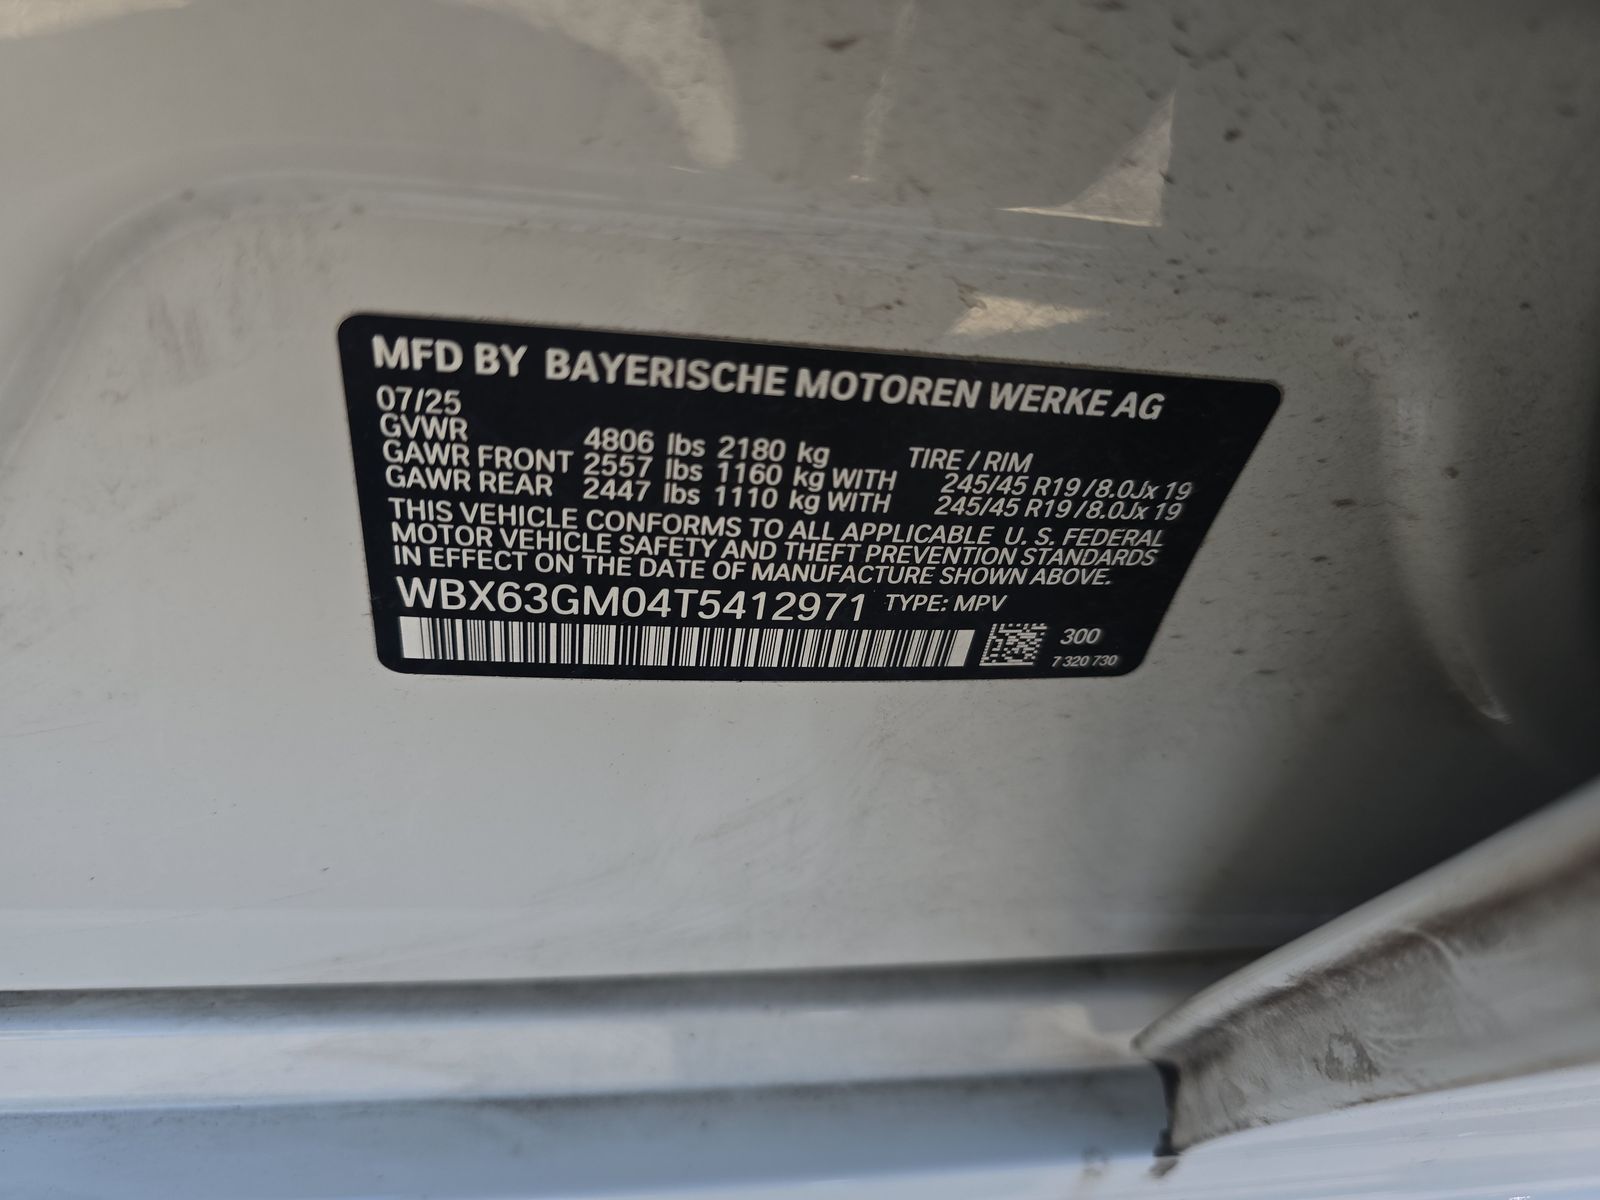 MFD BY BAYERISCHE MOTOREN WERKE AG
07/25
GVWR 4806 lbs 2180 kg TIRE / RIM
GAWR FRONT 2557 lbs 1160 kg WITH 245/45 R19 / 8.0Jx 19
GAWR REAR 2447 lbs 1110 kg WITH 245/45 R19 / 8.0Jx 19
THIS VEHICLE CONFORMS TO ALL APPLICABLE U. S. FEDERAL
MOTOR VEHICLE SAFETY AND THEFT PREVENTION STANDARDS
IN EFFECT ON THE DATE OF MANUFACTURE SHOWN ABOVE.
WBX63GM04T5412971 TYPE: MPV
300
7 320 730